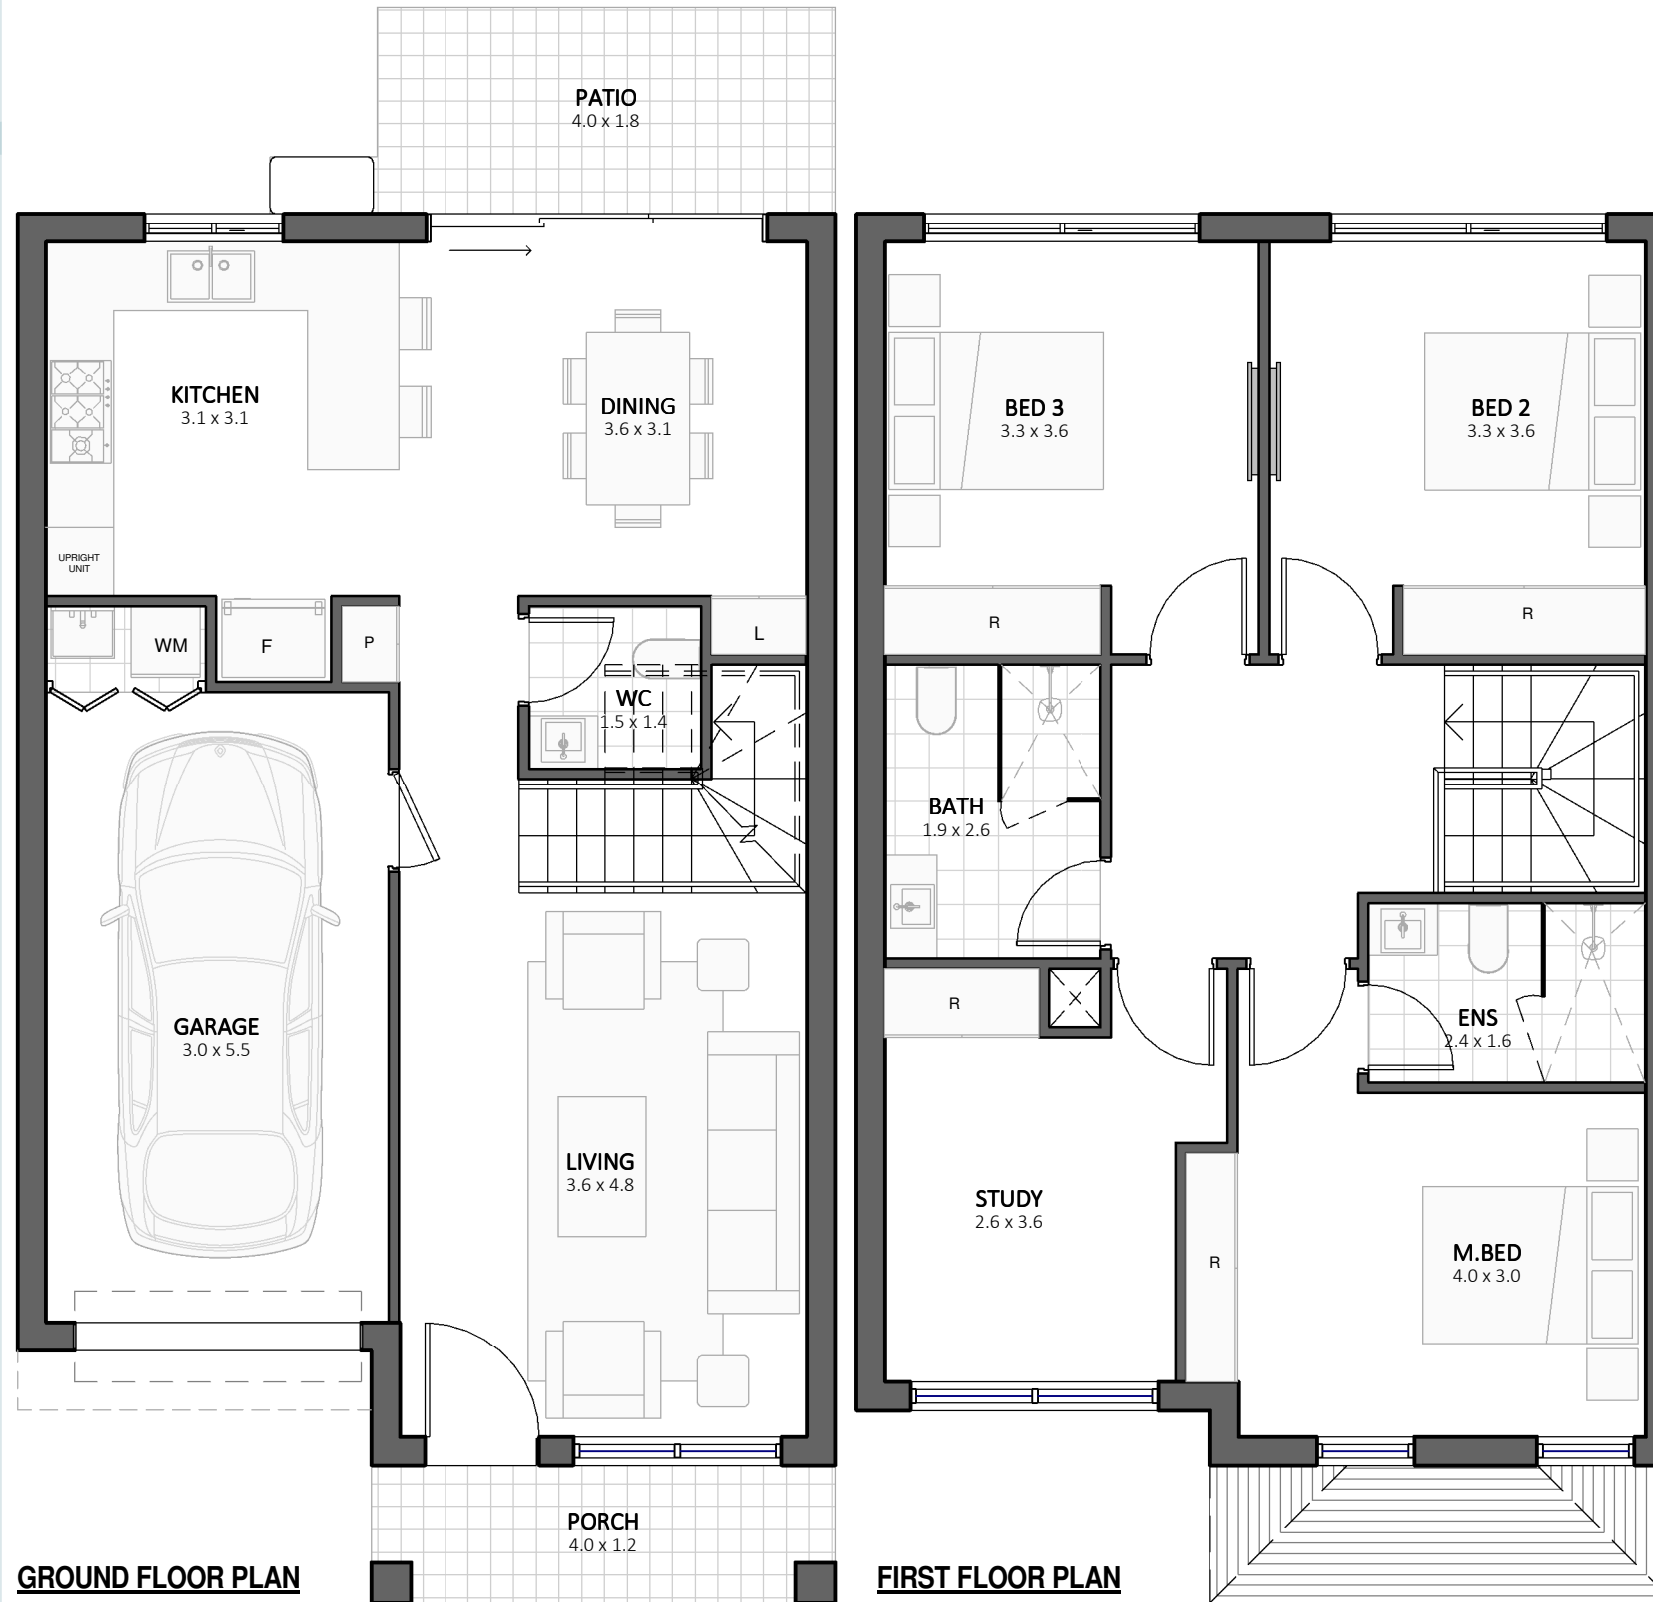 PATIO
4.0 x 1.8
KITCHEN
3.1 x 3.1
DINING
3.6 x 3.1
UPRIGHT
UNIT
WM
F
P
L
WC
1.5 x 1.4
GARAGE
3.0 x 5.5
LIVING
3.6 x 4.8
PORCH
4.0 x 1.2
GROUND FLOOR PLAN
BED 3
3.3 x 3.6
BED 2
3.3 x 3.6
R
R
BATH
1.9 x 2.6
R
ENS
2.4 x 1.6
STUDY
2.6 x 3.6
R
M.BED
4.0 x 3.0
FIRST FLOOR PLAN